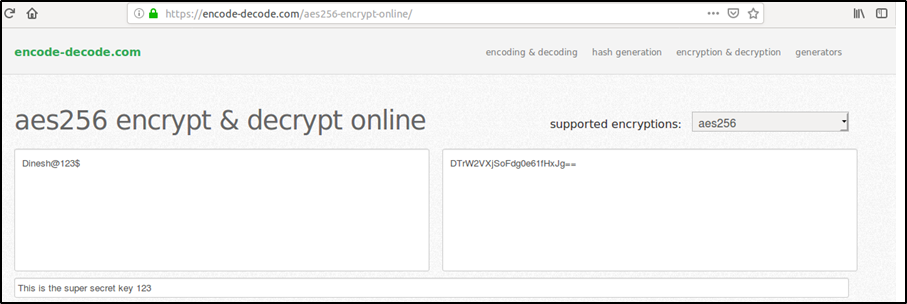 https://encode-decode.com/aes256-encrypt-online/
encode-decode.com
encoding & decoding hash generation encryption & decryption generators
aes256 encrypt & decrypt online
supported encryptions: aes256
Dinesh@123$
DTrW2VXjSoFdg0e61fHxJg==
This is the super secret key 123